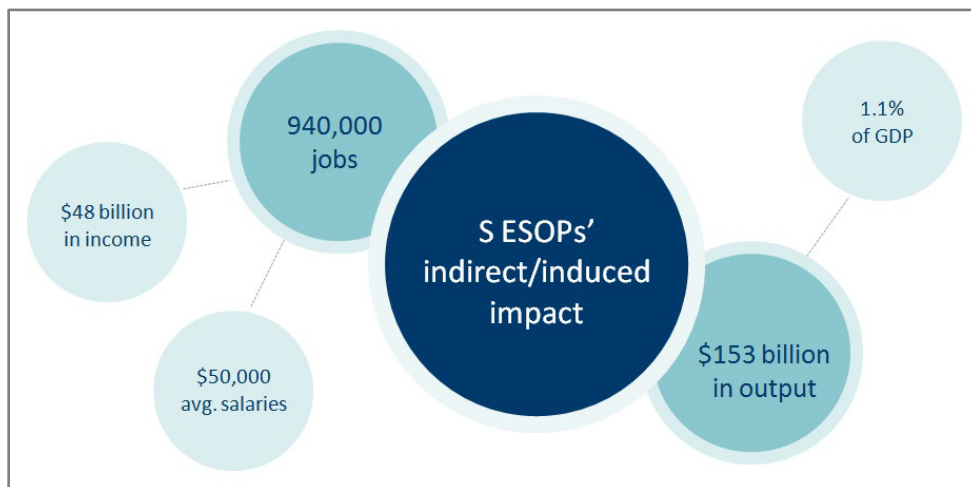 940,000
jobs
$48 billion
in income
$50,000
avg. salaries
S ESOPs’
indirect/induced
impact
1.1%
of GDP
$153 billion
in output